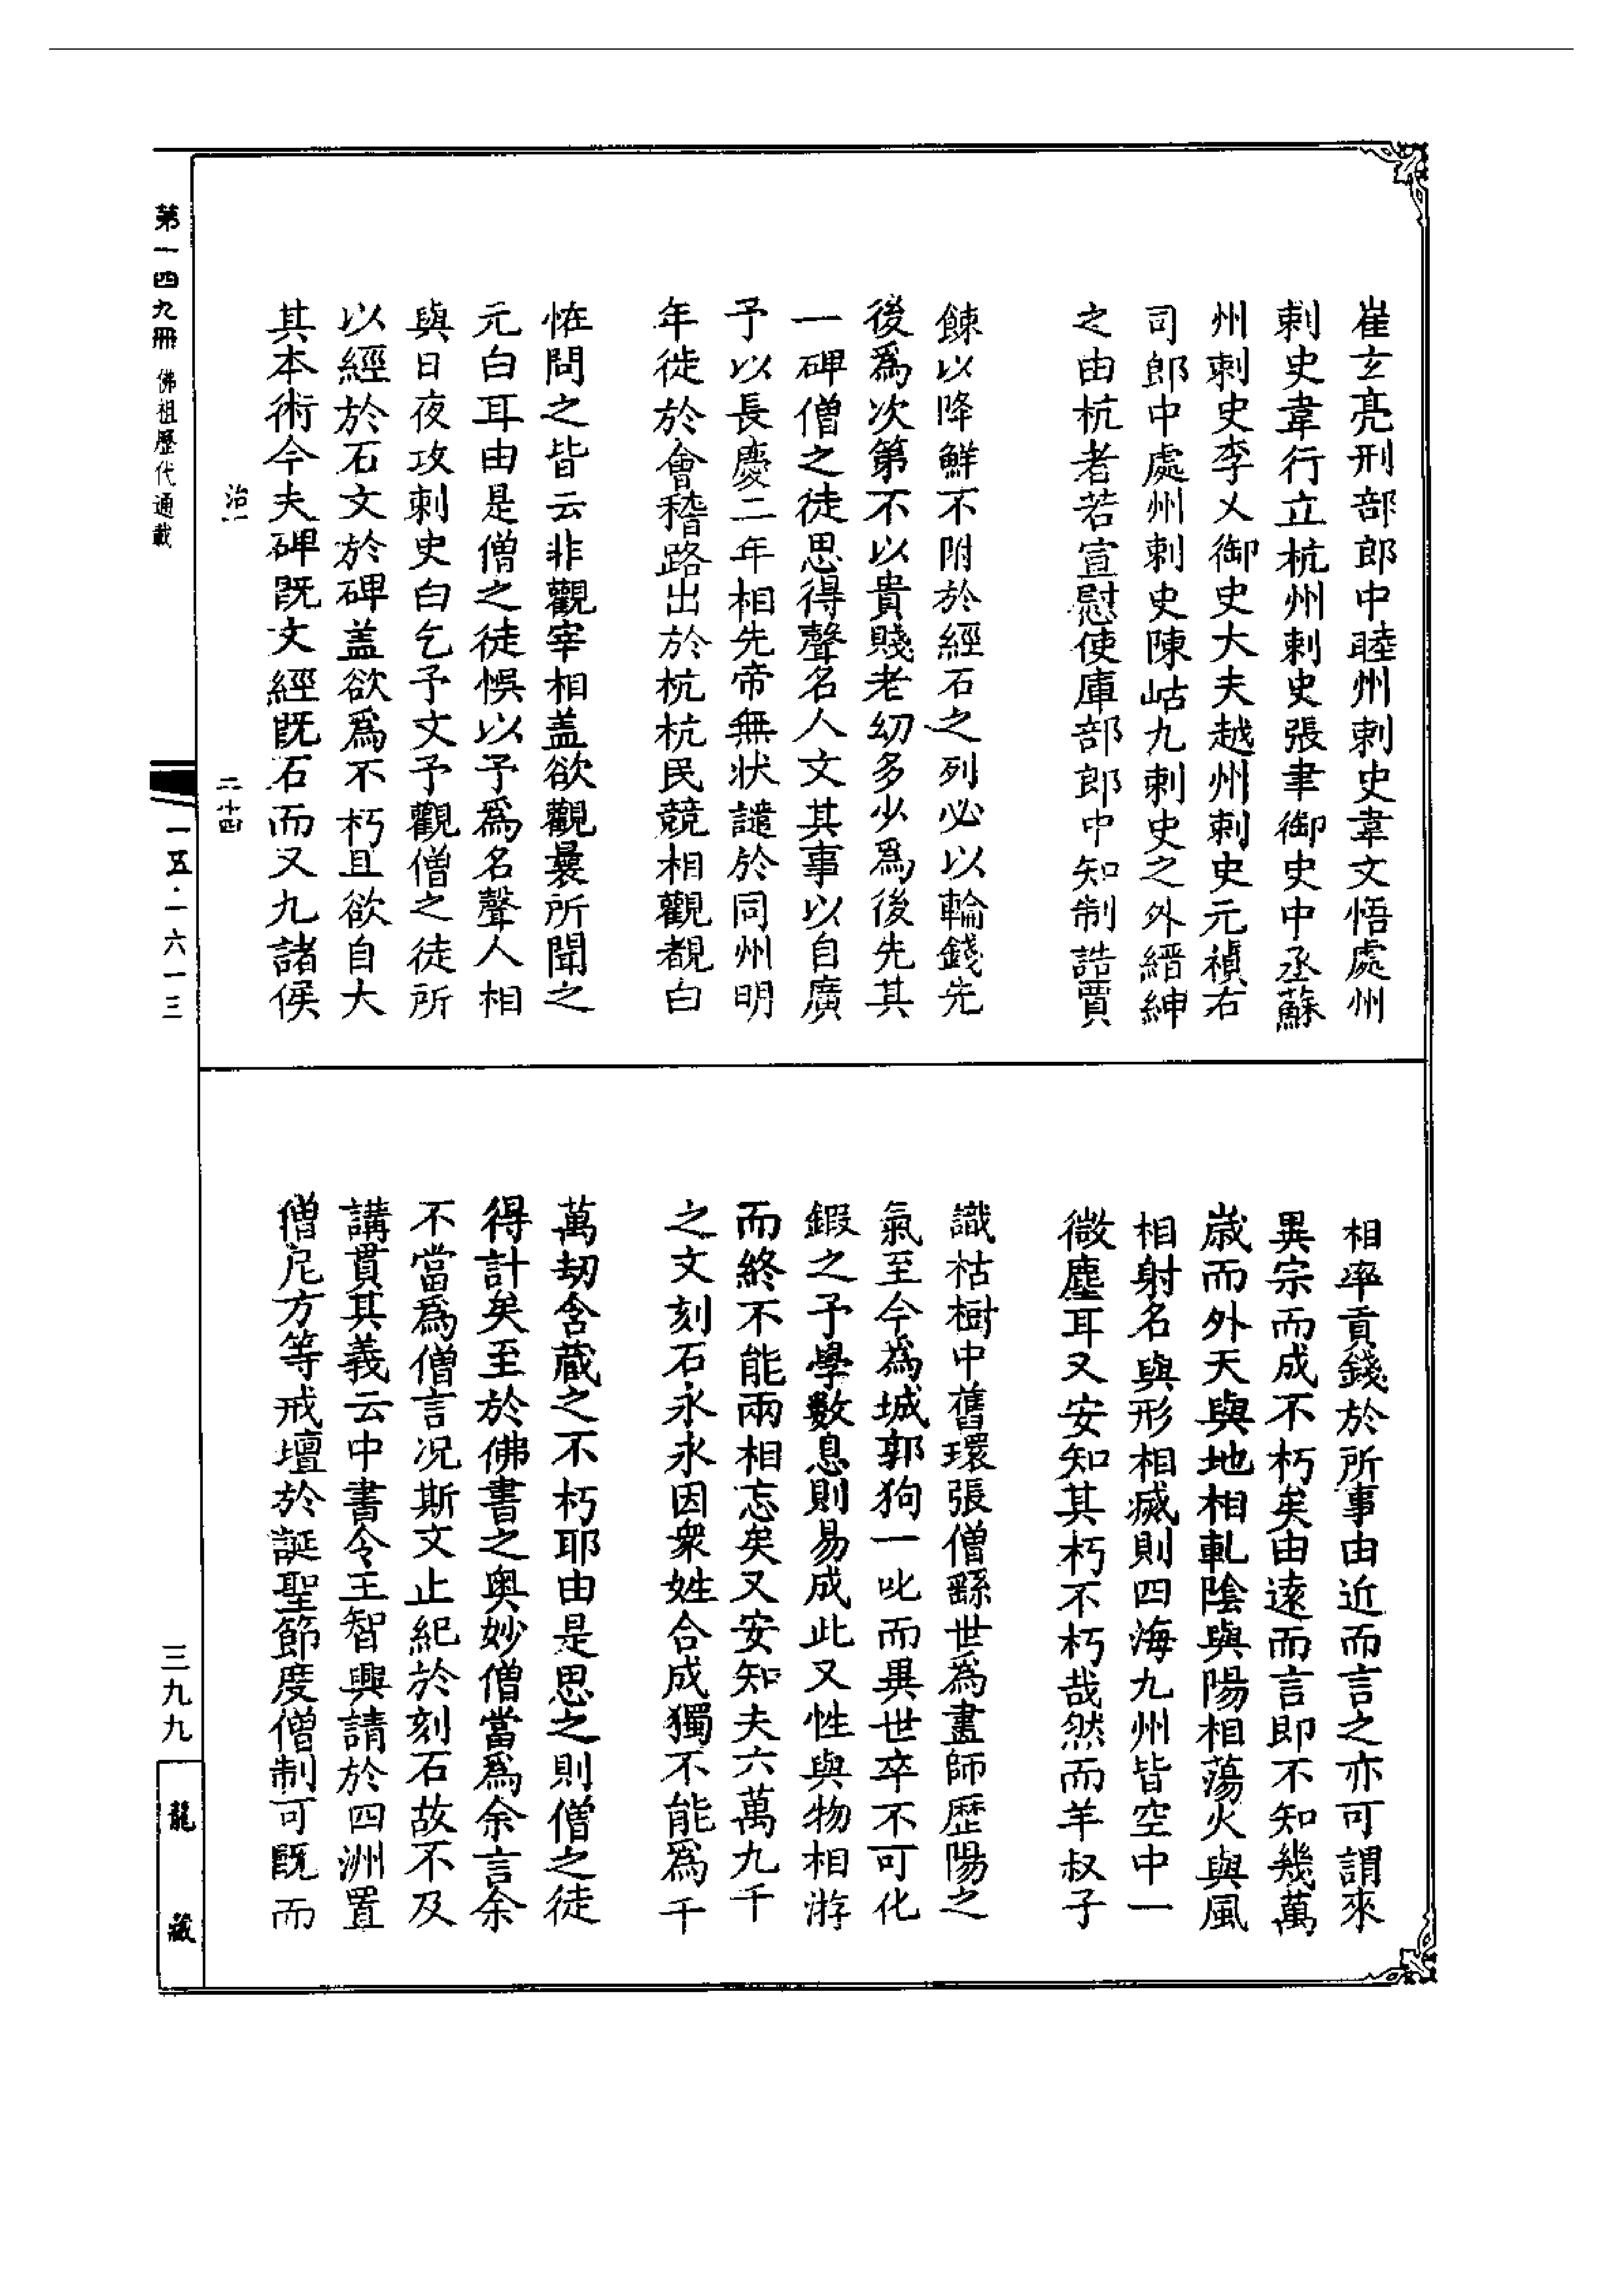 崔玄亮刑部郎中睦州刺史韋文悟處州
刺史韋行立杭州刺史張聿御史中丞蘇
州刺史李乂御史大夫越州刺史元禎右
司郎中處州刺史陳岵九刺史之外縉紳
之由杭者若宣慰使庫部郎中知制誥賈
餗以降鮮不附於經石之列必以輪錢先
後爲次第不以貴賤老幼多少爲後先其
一碑僧之徒思得聲名人文其事以自廣
予以長慶二年相先帝無狀譴於同州明
年徙於會稽路出於杭杭民競相觀覩白
恠問之皆云非觀宰相盖欲觀曩所聞之
元白耳由是僧之徒悞以予爲名聲人相
與日夜攻刺史白乞予文予觀僧之徒所
以經於石文於碑盖欲爲不朽且欲自大
其本術今夫碑既文經既石而又九諸侯
相率貢錢於所事由近而言之亦可謂來
異宗而成不朽矣由遠而言即不知幾萬
歲而外天與地相軋陰與陽相蕩火與風
相射名與形相滅則四海九州皆空中一
微塵耳又安知其朽不朽哉然而羊叔子
識枯樹中舊環張僧繇世爲畫師歷陽之
氣至今爲城郭狗一叱而異世卒不可化
鍜之予學數息則易成此又性與物相游
而終不能兩相忘矣又安知夫六萬九千
之文刻石永永因衆姓合成獨不能爲千
萬劫含藏之不朽耶由是思之則僧之徒
得計矣至於佛書之奥妙僧當爲余言余
不當爲僧言况斯文止紀於刻石故不及
講貫其義云中書令王智興請於四洲置
僧尼方等戒壇於誕聖節度僧制可既而
第一四九冊 佛祖歷代通載
治
二十四
一五·一六一三
三九九
龍藏